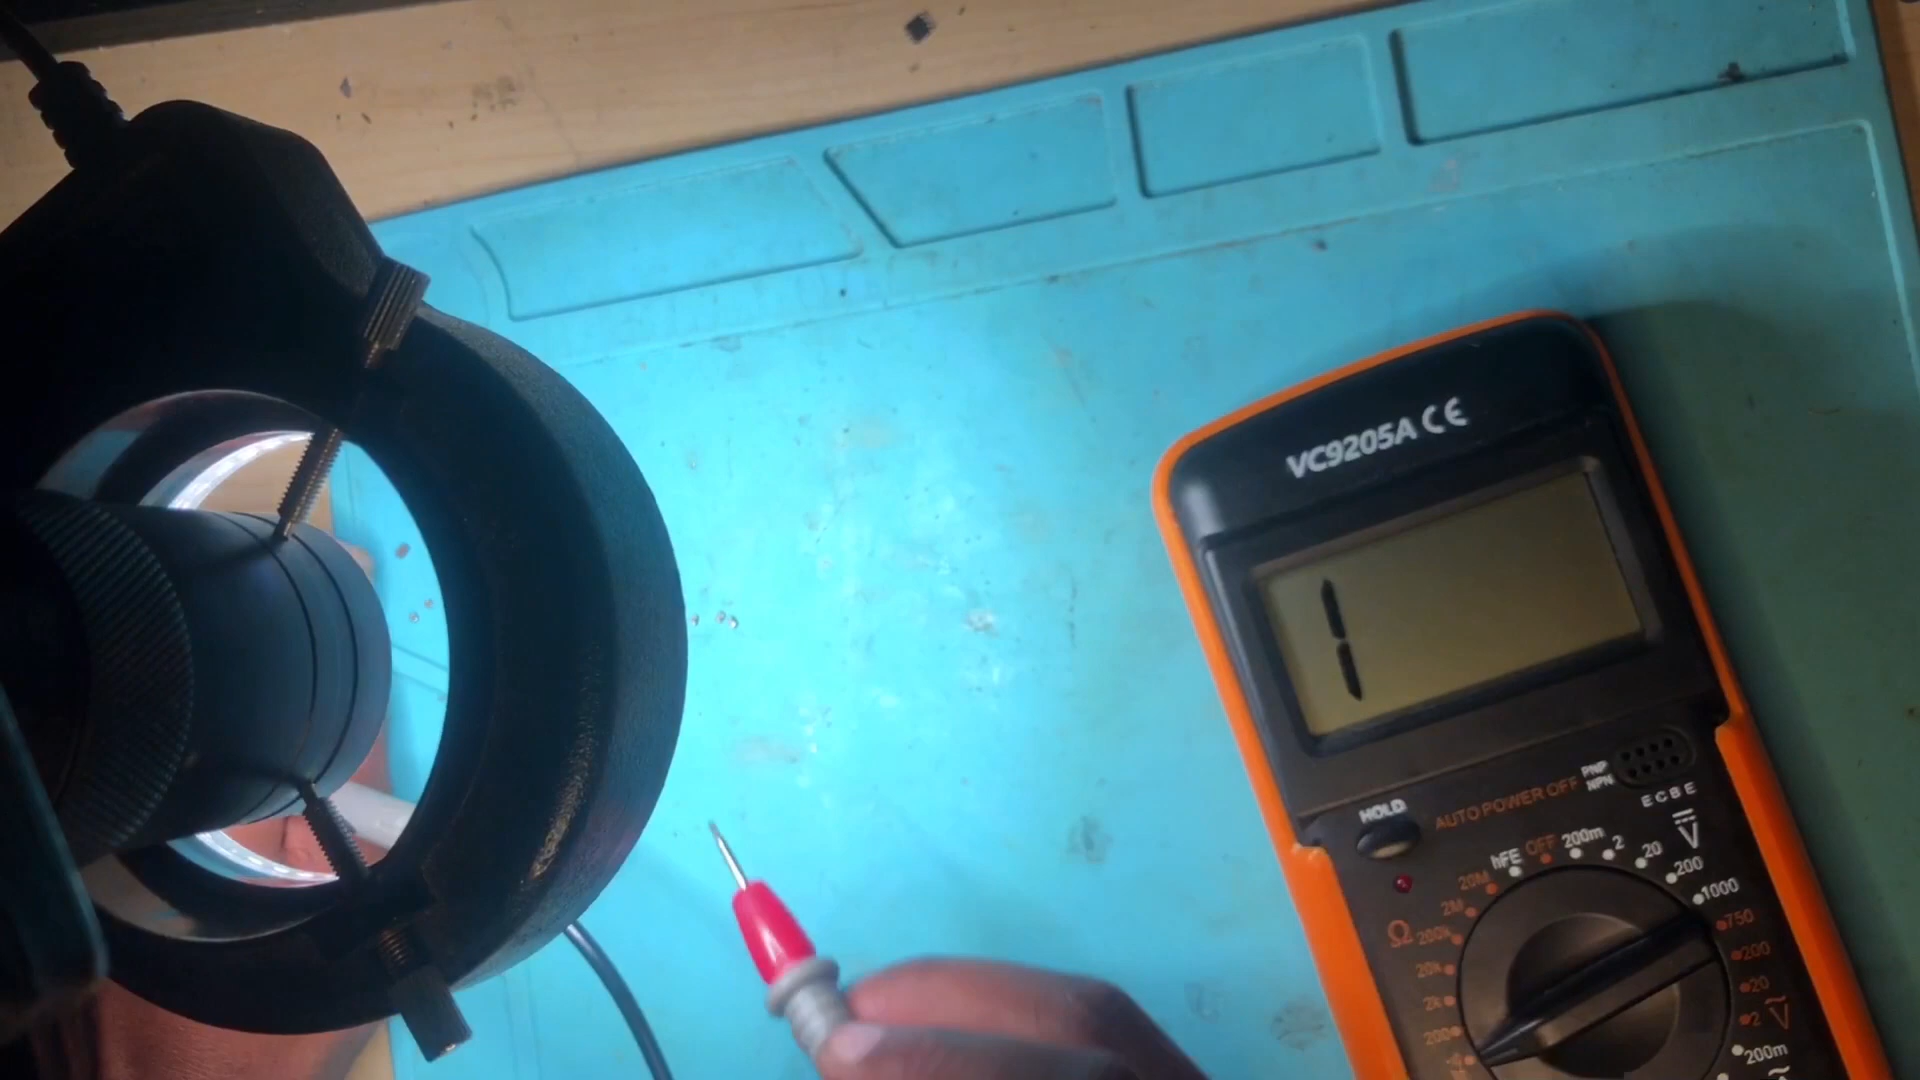 VC9205A CE
1
PNP
NPN
E C B E
HOLD
AUTO POWER OFF
hFE
OFF
200m
2
20
200
1000
V
750
200
20
2
V
200m
20M
2M
Ω
200k
20k
2k
200